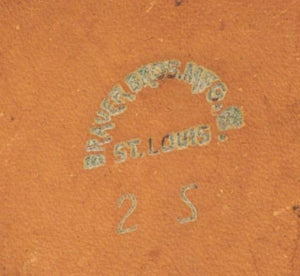 BRAUER BROS. MFG. CO.
ST. LOUIS
2 S